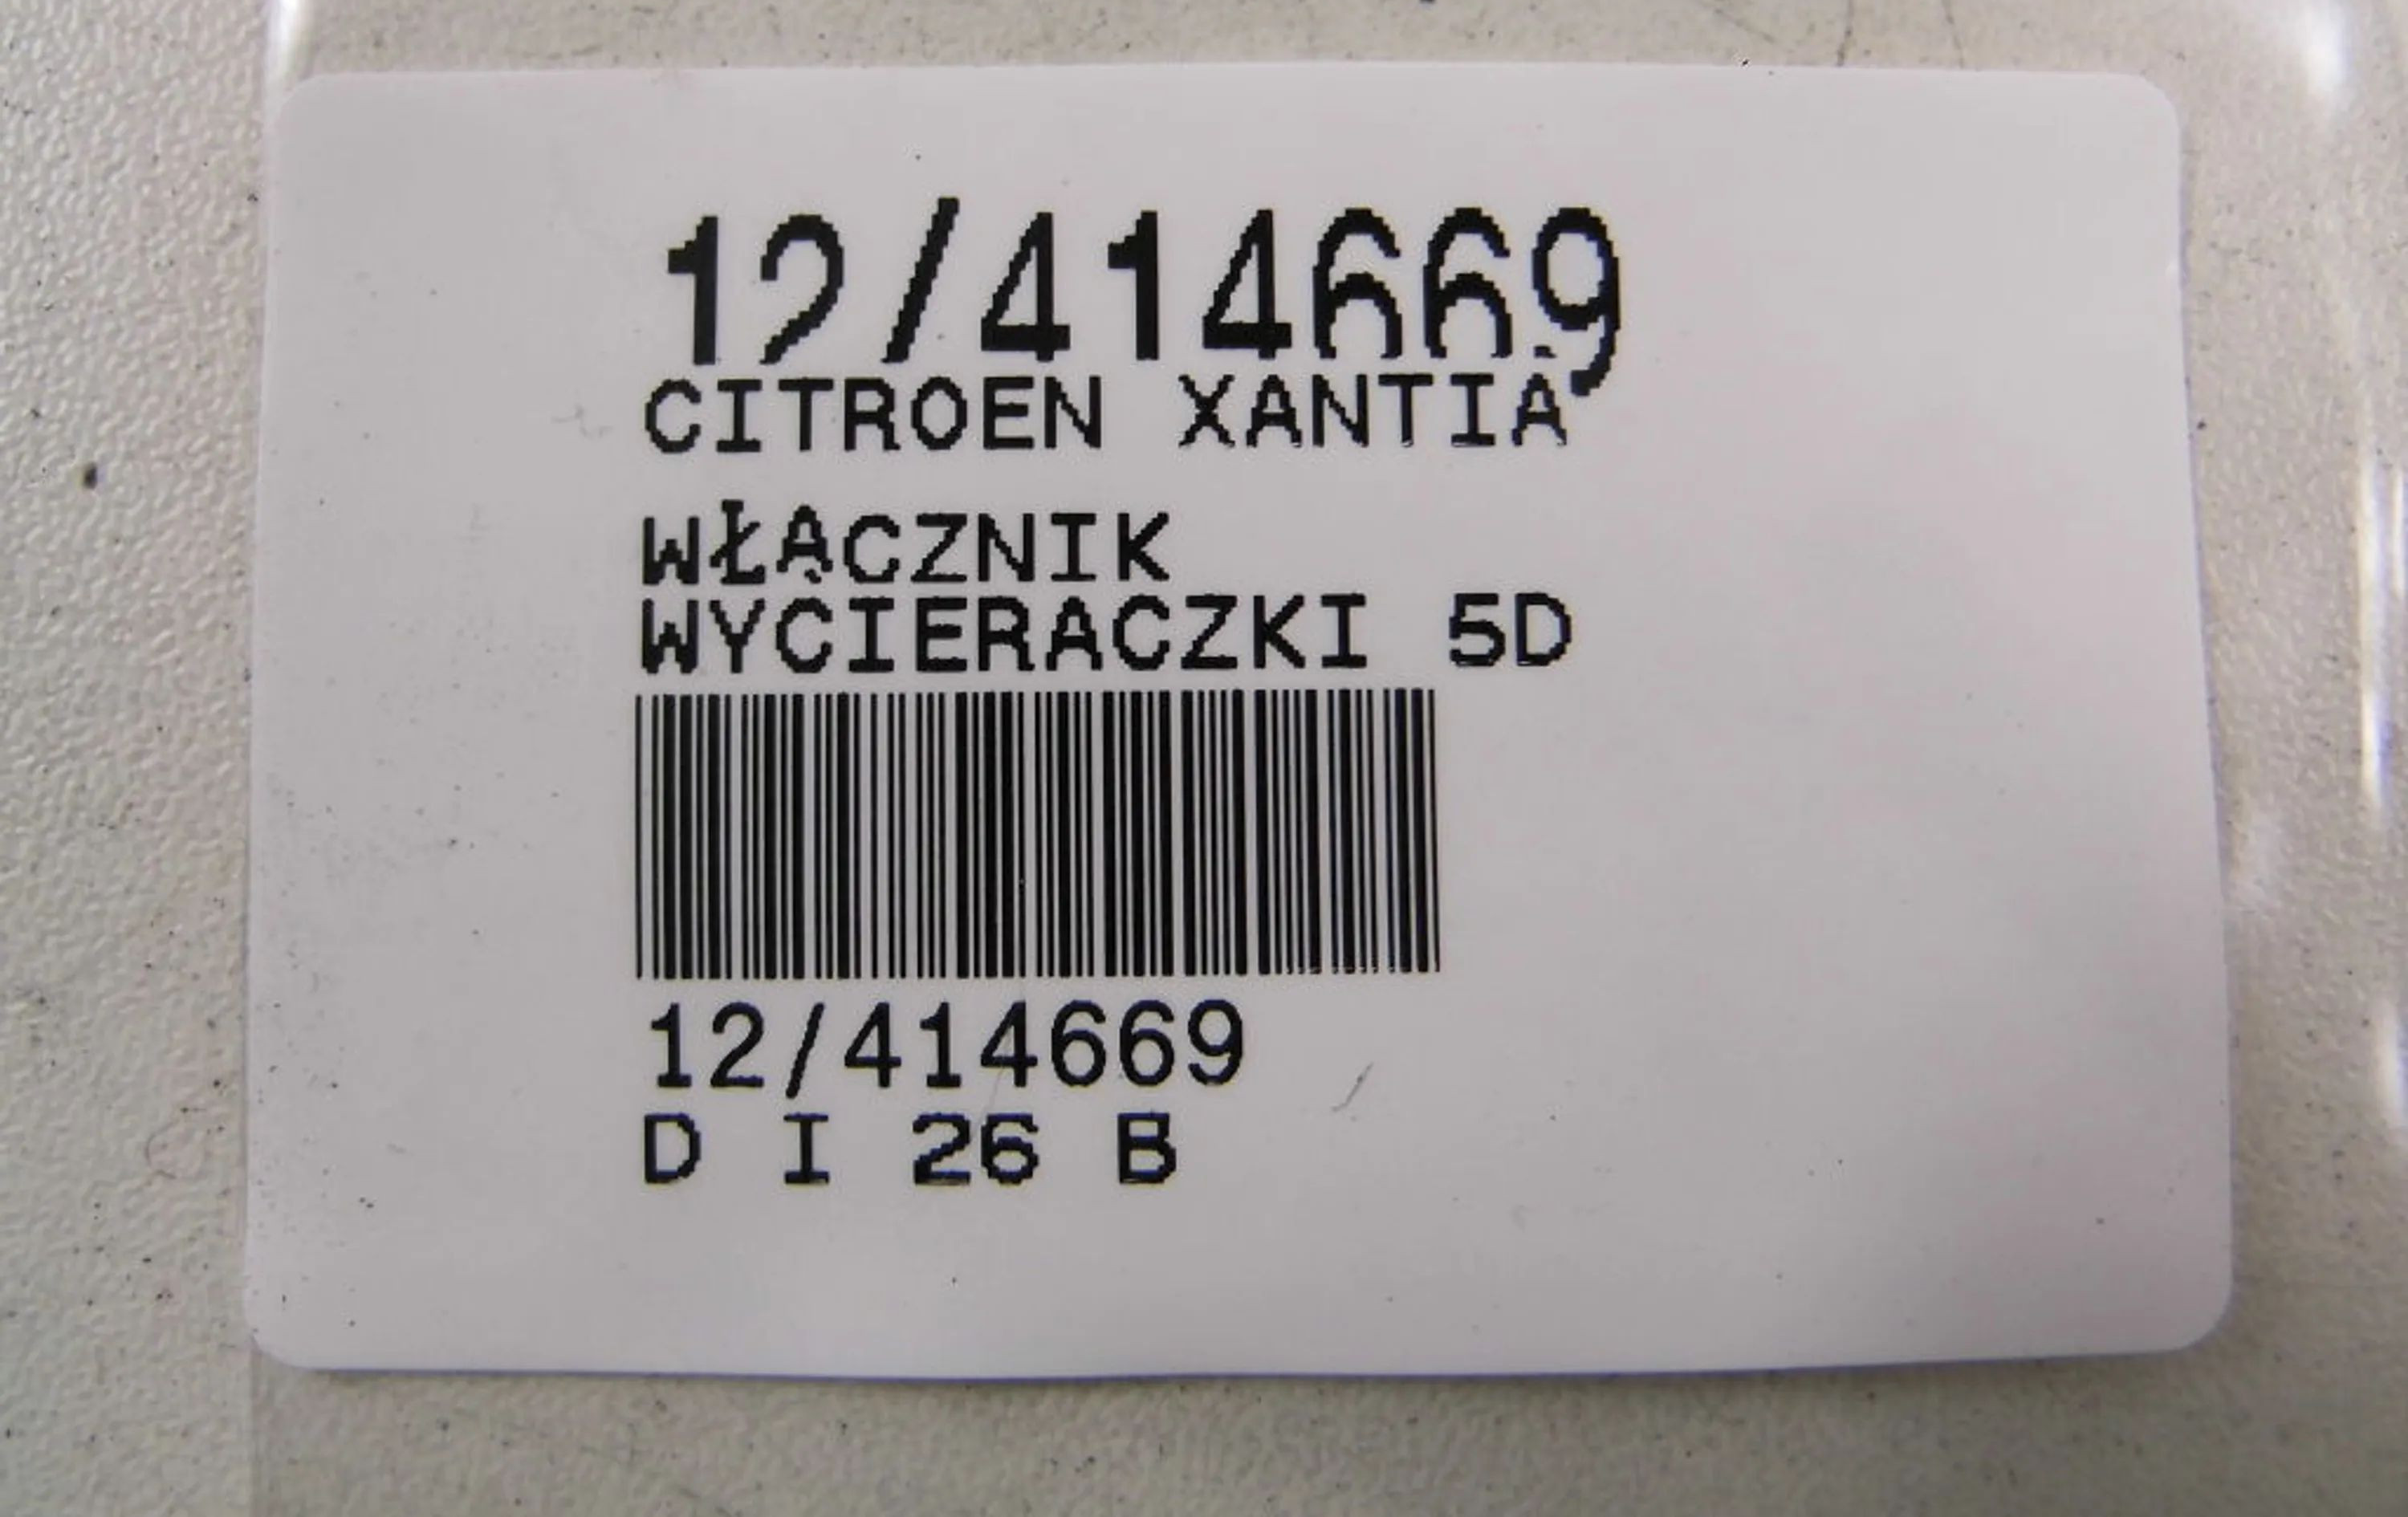 12/414669
CITROEN XANTIA
WŁĄCZNIK
WYCIERACZKI 5D
12/414669
D I 26 B